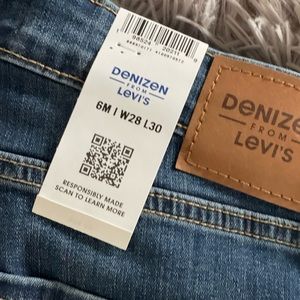 DENIZEN
FROM
LEVI'S
6M | W28 L30
RESPONSIBLY MADE
SCAN TO LEARN MORE
DENIZEN
FROM
LEVI'S